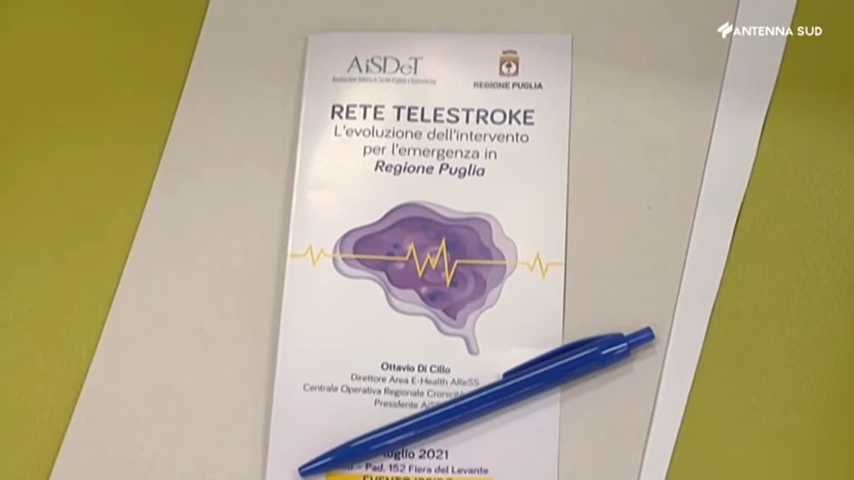 ANTENNA SUD
AiSDeT
REGIONE PUGLIA
RETE TELESTROKE
L'evoluzione dell'intervento
per l'emergenza in
Regione Puglia
Ottavio Di Cillo
Direttore Area E-Health AReSS
Centrale Operativa Regionale
Presidente
2021
– Pad. 152 Fiera del Levante